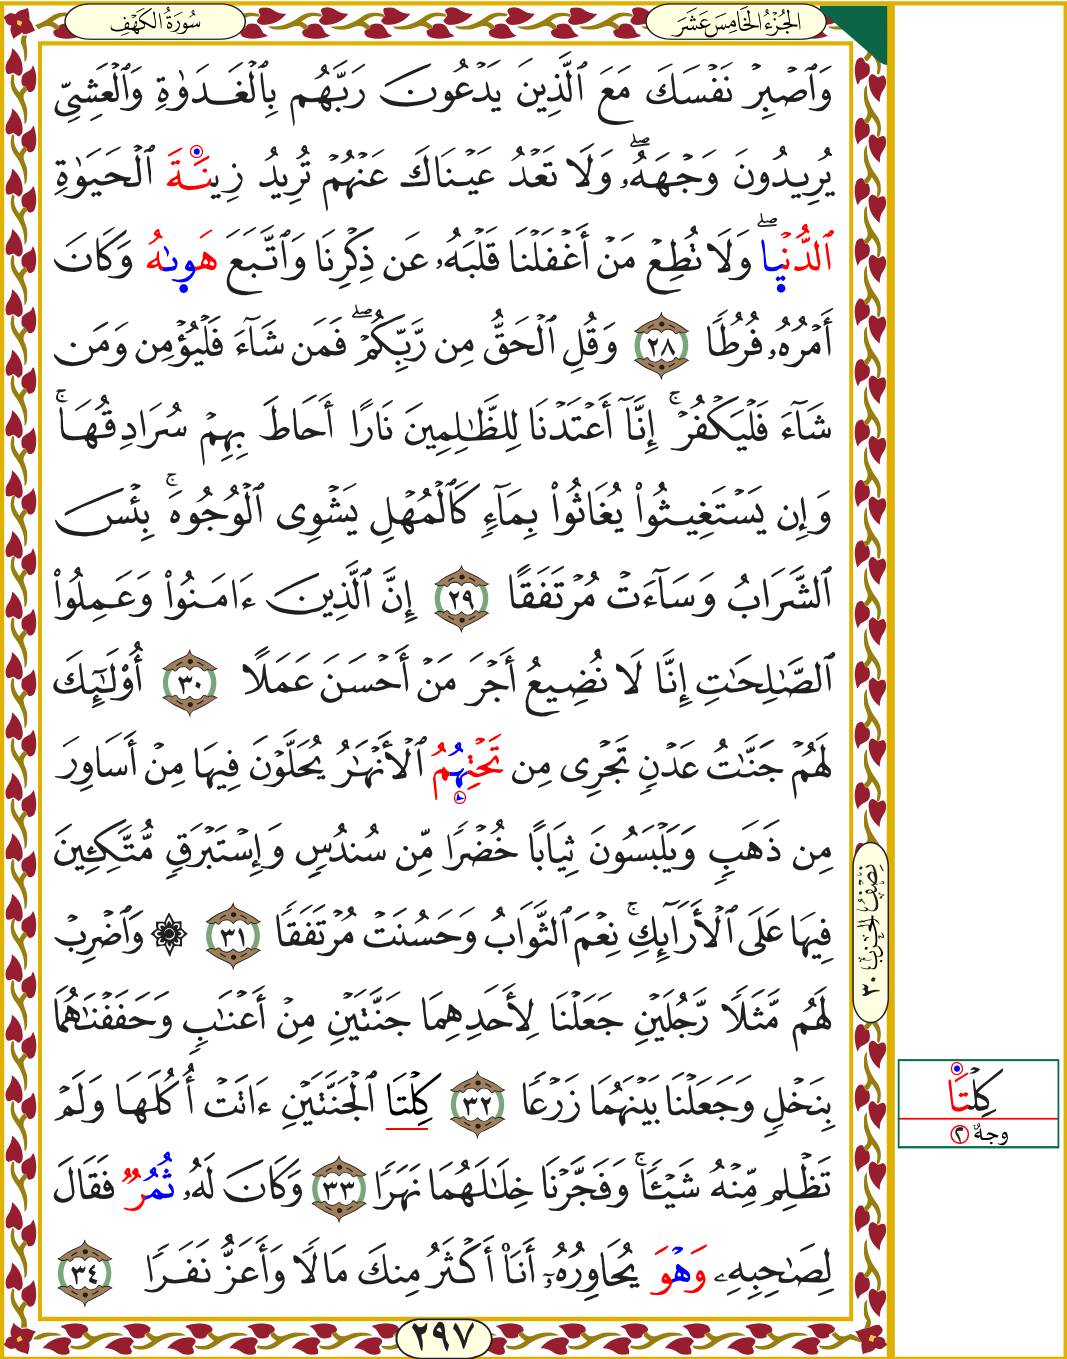 الجُزْءُ الخَامِسَ عَشَرَ
سُورَةُ الكَهْفِ
وَٱصْبِرْ نَفْسَكَ مَعَ ٱلَّذِينَ يَدْعُونَ رَبَّهُم بِٱلْغَدَوٰةِ وَٱلْعَشِىِّ
يُرِيدُونَ وَجْهَهُۥۖ وَلَا تَعْدُ عَيْنَاكَ عَنْهُمْ تُرِيدُ زِينَةَ ٱلْحَيَوٰةِ
ٱلدُّنْيٜاۖ وَلَا تُطِعْ مَنْ أَغْفَلْنَا قَلْبَهُۥ عَن ذِكْرِنَا وَٱتَّبَعَ هَوٜىٰهُ وَكَانَ
أَمْرُهُۥ فُرُطًا ٢٨ وَقُلِ ٱلْحَقُّ مِن رَّبِّكُمْۖ فَمَن شَآءَ فَلْيُؤْمِن وَمَن
شَآءَ فَلْيَكْفُرْۚ إِنَّآ أَعْتَدْنَا لِلظَّٰلِمِينَ نَارًا أَحَاطَ بِهِمْ سُرَادِقُهَاۚ
وَإِن يَسْتَغِيثُوا۟ يُغَاثُوا۟ بِمَآءٍ كَٱلْمُهْلِ يَشْوِى ٱلْوُجُوهَۚ بِئْسَ
ٱلشَّرَابُ وَسَآءَتْ مُرْتَفَقًا ٢٩ إِنَّ ٱلَّذِينَ ءَامَنُوا۟ وَعَمِلُوا۟
ٱلصَّٰلِحَٰتِ إِنَّا لَا نُضِيعُ أَجْرَ مَنْ أَحْسَنَ عَمَلًا ٣٠ أُو۟لَٰٓئِكَ
لَهُمْ جَنَّٰتُ عَدْنٍ تَجْرِى مِن تَحْتِهُِمُ ٱلْأَنْهَٰرُ يُحَلَّوْنَ فِيهَا مِنْ أَسَاوِرَ
مِن ذَهَبٍ وَيَلْبَسُونَ ثِيَابًا خُضْرًا مِّن سُندُسٍ وَإِسْتَبْرَقٍ مُّتَّكِـِٔينَ
فِيهَا عَلَى ٱلْأَرَآئِكِۚ نِعْمَ ٱلثَّوَابُ وَحَسُنَتْ مُرْتَفَقًا ٣١ ۞ وَٱضْرِبْ
لَهُم مَّثَلًا رَّجُلَيْنِ جَعَلْنَا لِأَحَدِهِمَا جَنَّتَيْنِ مِنْ أَعْنَٰبٍ وَحَفَفْنَٰهُمَا
بِنَخْلٍ وَجَعَلْنَا بَيْنَهُمَا زَرْعًا ٣٢ كِلْتَا ٱلْجَنَّتَيْنِ ءَاتَتْ أُكُلَهَا وَلَمْ
تَظْلِم مِّنْهُ شَيْـًٔاۚ وَفَجَّرْنَا خِلَٰلَهُمَا نَهَرًا ٣٣ وَكَانَ لَهُۥ ثُمُرٌ فَقَالَ
لِصَٰحِبِهِۦ وَهْوَ يُحَاوِرُهُۥٓ أَنَا۠ أَكْثَرُ مِنكَ مَالًا وَأَعَزُّ نَفَرًا ٣٤
نِصْفُ الحِزْبِ ٣٠
كِلْتَا
وجهٌ ٢
٢٩٧